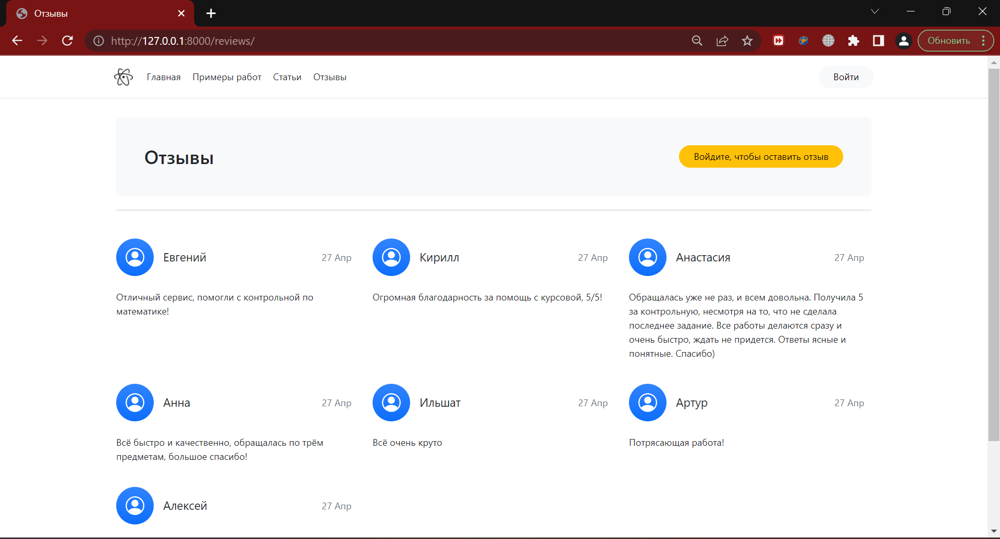 Отзывы
http://127.0.0.1:8000/reviews/
Обновить
Главная Примеры работ Статьи Отзывы
Войти
Отзывы
Войдите, чтобы оставить отзыв
Евгений 27 Апр
Отличный сервис, помогли с контрольной по
математике!
Кирилл 27 Апр
Огромная благодарность за помощь с курсовой, 5/5!
Анастасия 27 Апр
Обращалась уже не раз, и всем довольна. Получила 5
за контрольную, несмотря на то, что не сделала
последнее задание. Все работы делаются сразу и
очень быстро, ждать не придется. Ответы ясные и
понятные. Спасибо)
Анна 27 Апр
Всё быстро и качественно, обращалась по трём
предметам, большое спасибо!
Ильшат 27 Апр
Всё очень круто
Артур 27 Апр
Потрясающая работа!
Алексей 27 Апр